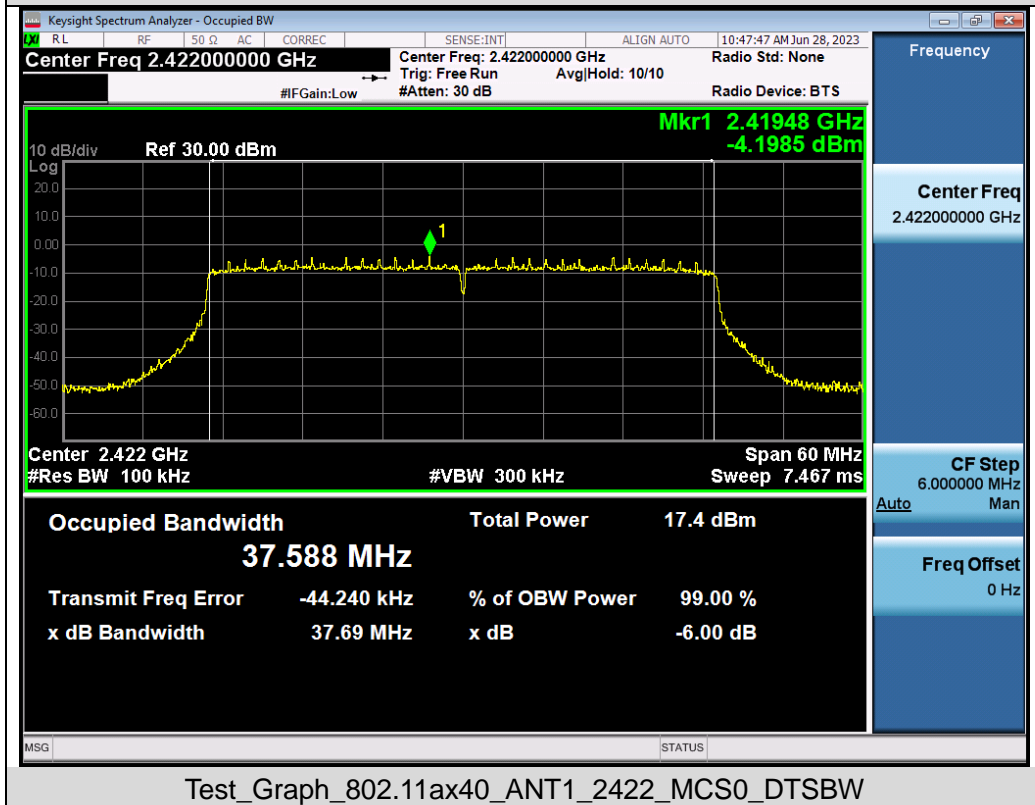 Keysight Spectrum Analyzer - Occupied BW
LXI RL RF 50 Ω AC CORREC SENSE:INT ALIGN AUTO 10:47:47 AM Jun 28, 2023
Center Freq 2.422000000 GHz
Center Freq: 2.422000000 GHz
Radio Std: None
Trig: Free Run Avg|Hold: 10/10
#IFGain:Low
#Atten: 30 dB
Radio Device: BTS
Frequency
Mkr1 2.41948 GHz
-4.1985 dBm
10 dB/div Ref 30.00 dBm
Log
20.0
10.0
0.00
-10.0
-20.0
-30.0
-40.0
-50.0
-60.0
1
Center Freq
2.422000000 GHz
Center 2.422 GHz Span 60 MHz
#Res BW 100 kHz #VBW 300 kHz Sweep 7.467 ms
CF Step
6.000000 MHz
Auto Man
Occupied Bandwidth Total Power 17.4 dBm
37.588 MHz
Transmit Freq Error -44.240 kHz % of OBW Power 99.00 %
x dB Bandwidth 37.69 MHz x dB -6.00 dB
Freq Offset
0 Hz
MSG STATUS
Test_Graph_802.11ax40_ANT1_2422_MCS0_DTSBW